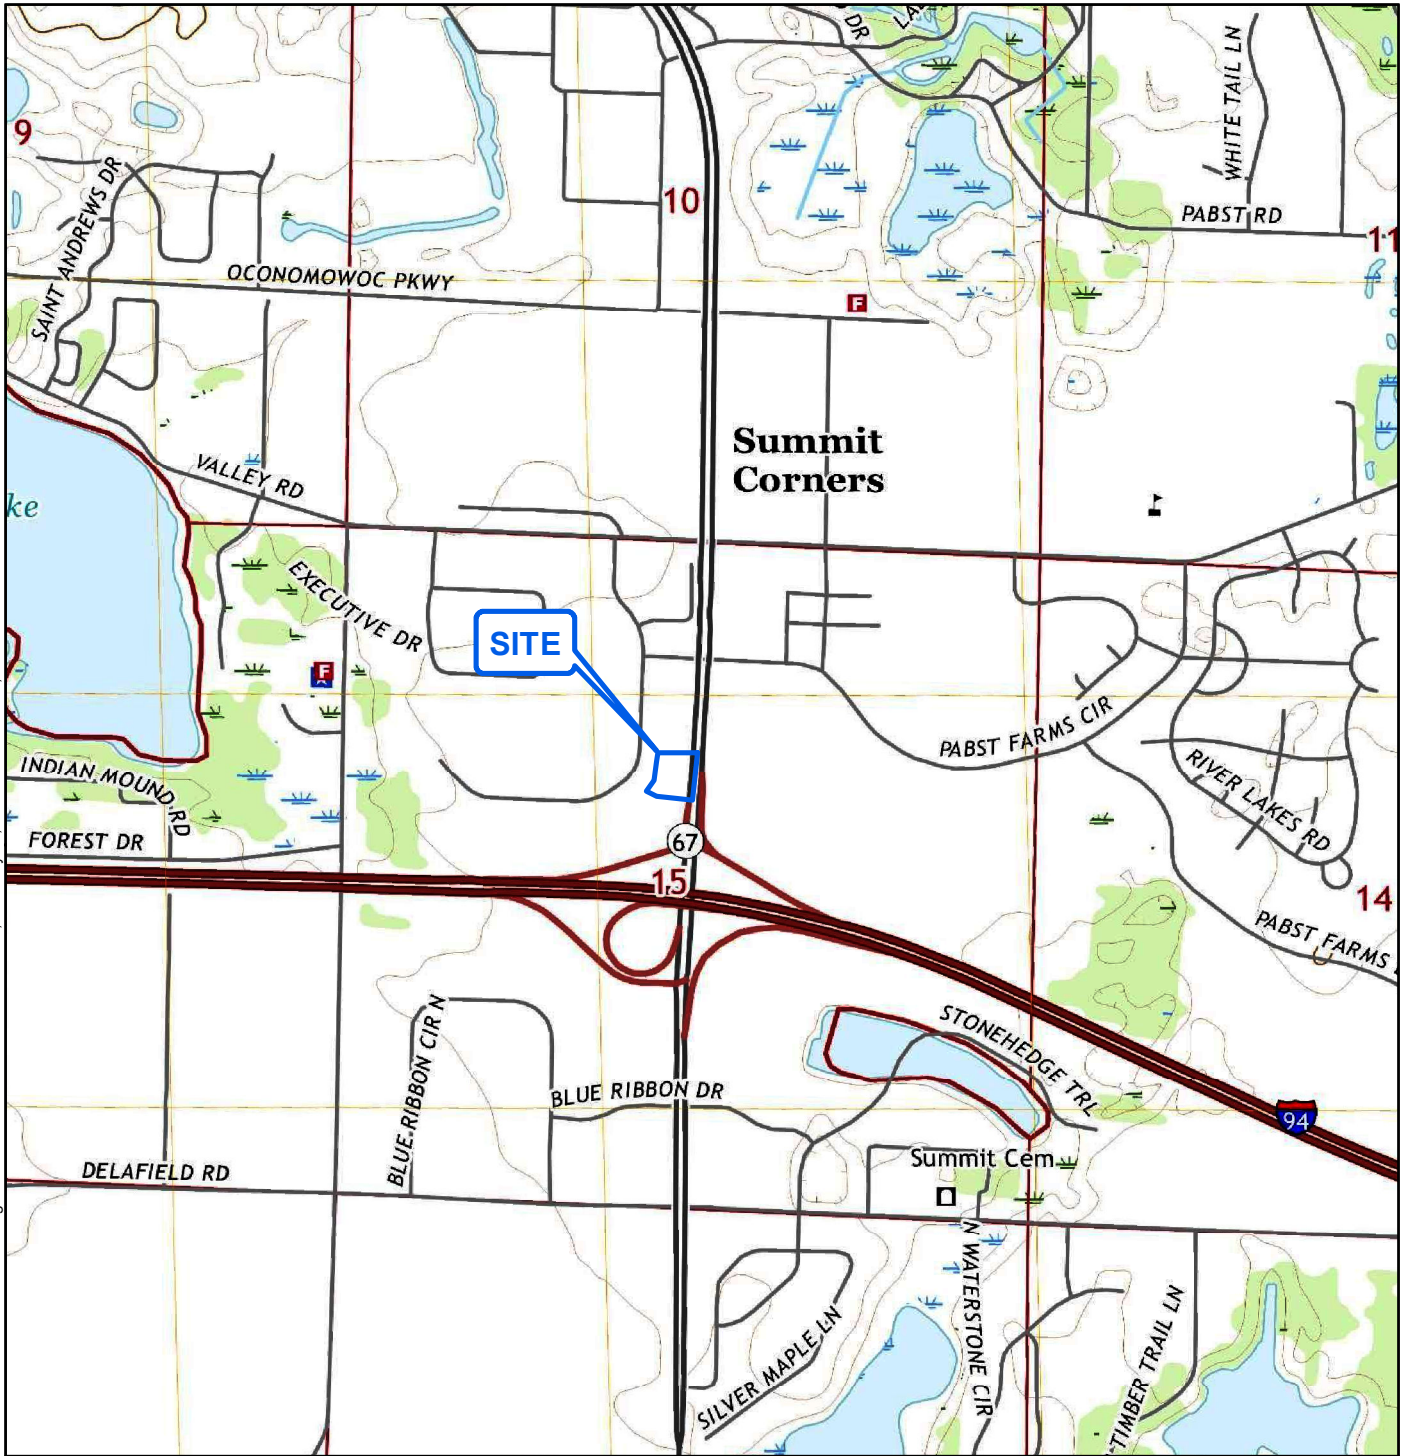 DR
WHITE TAIL LN
9
SAINT ANDREWS DR
10
PABST RD
11
OCONOMOWOC PKWY
F
Summit
Corners
VALLEY RD
ke
EXECUTIVE DR
SITE
F
PABST FARMS CIR
INDIAN MOUND RD
RIVER LAKES RD
FOREST DR
67
15
14
PABST FARMS
STONEHEDGE TRL
BLUE RIBBON CIR N
BLUE RIBBON DR
94
Summit Cem
DELAFIELD RD
N WATERSTONE CIR
SILVER MAPLE LN
TIMBER TRAIL LN